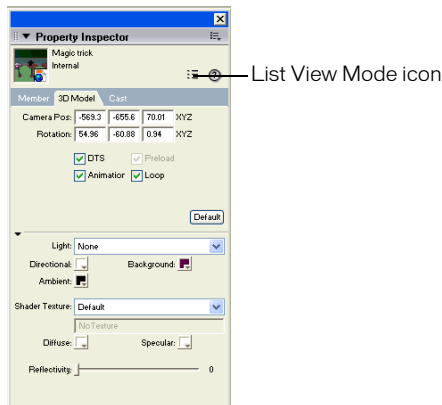 Property Inspector
Magic trick
Internal
List View Mode icon
Member 3D Model Cast
Camera Pos: -569.3 -655.6 70.01 XYZ
Rotation: 54.96 -60.88 0.94 XYZ
DTS Preload
Animation Loop
Default
Light: None
Directional: Background:
Ambient:
Shader Texture: Default
NoTexture
Diffuse: Specular:
Reflectivity: 0